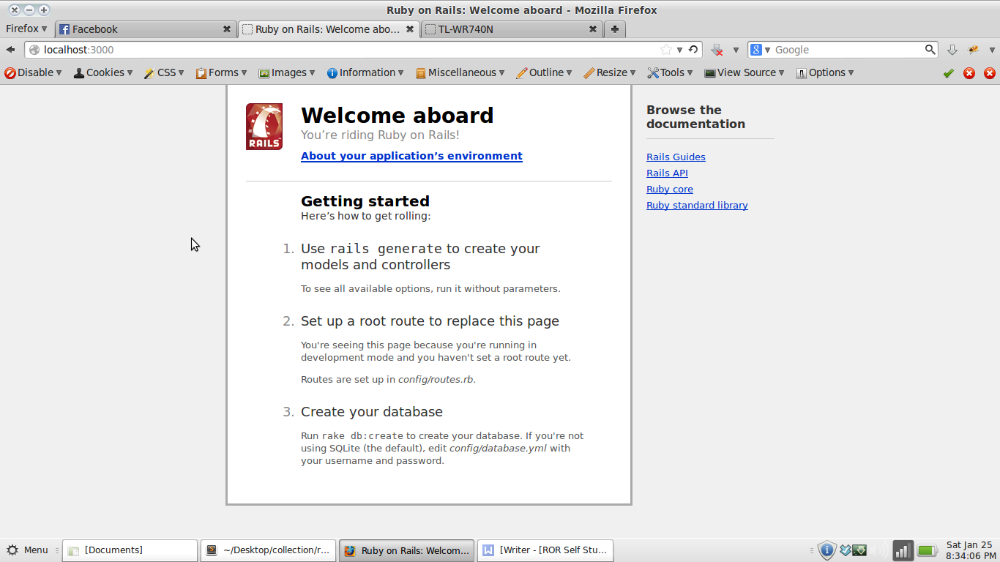 Ruby on Rails: Welcome aboard - Mozilla Firefox
Firefox
Facebook
Ruby on Rails: Welcome abo...
TL-WR740N
localhost:3000
Google
Disable
Cookies
CSS
Forms
Images
Information
Miscellaneous
Outline
Resize
Tools
View Source
Options
RAILS
Welcome aboard
You’re riding Ruby on Rails!
About your application’s environment
Getting started
Here’s how to get rolling:
1. Use rails generate to create your
models and controllers
To see all available options, run it without parameters.
2. Set up a root route to replace this page
You're seeing this page because you're running in
development mode and you haven't set a root route yet.
Routes are set up in config/routes.rb.
3. Create your database
Run rake db:create to create your database. If you're not
using SQLite (the default), edit config/database.yml with
your username and password.
Browse the
documentation
Rails Guides
Rails API
Ruby core
Ruby standard library
Menu
[Documents]
~/Desktop/collection/r...
Ruby on Rails: Welcom...
[Writer - [ROR Self Stu...
Sat Jan 25
8:34:06 PM